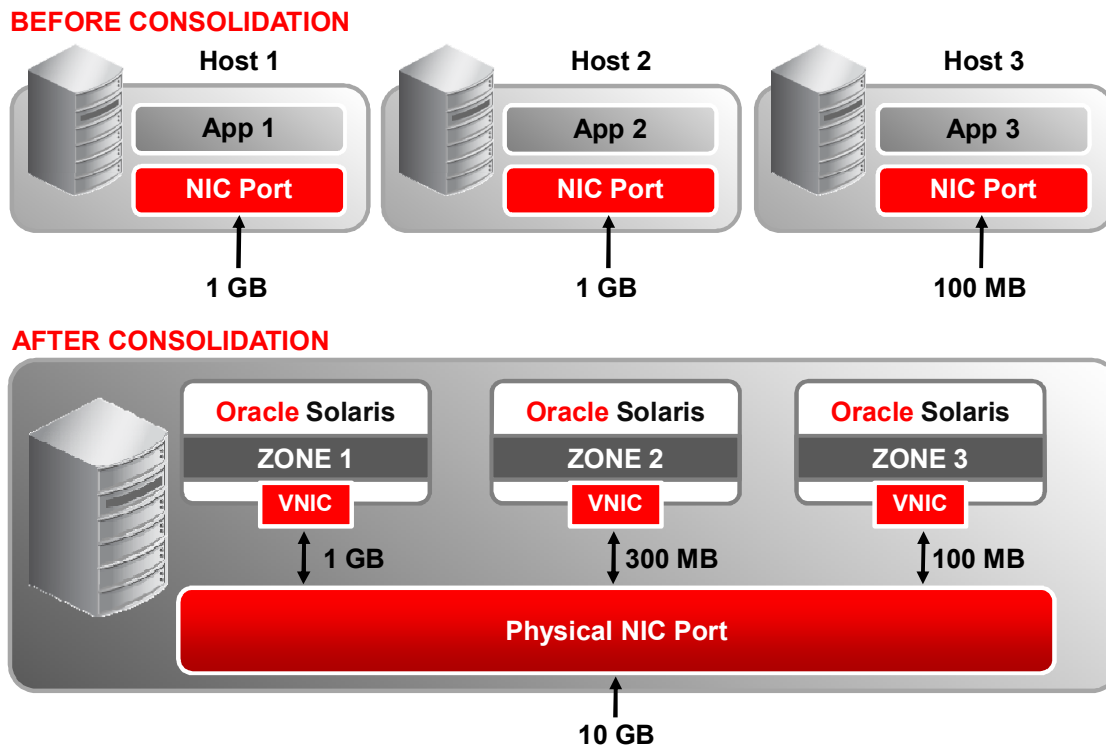 BEFORE CONSOLIDATION
Host 1
Host 2
Host 3
App 1
App 2
App 3
NIC Port
NIC Port
NIC Port
1 GB
1 GB
100 MB
AFTER CONSOLIDATION
Oracle Solaris
Oracle Solaris
Oracle Solaris
ZONE 1
ZONE 2
ZONE 3
VNIC
VNIC
VNIC
1 GB
300 MB
100 MB
Physical NIC Port
10 GB